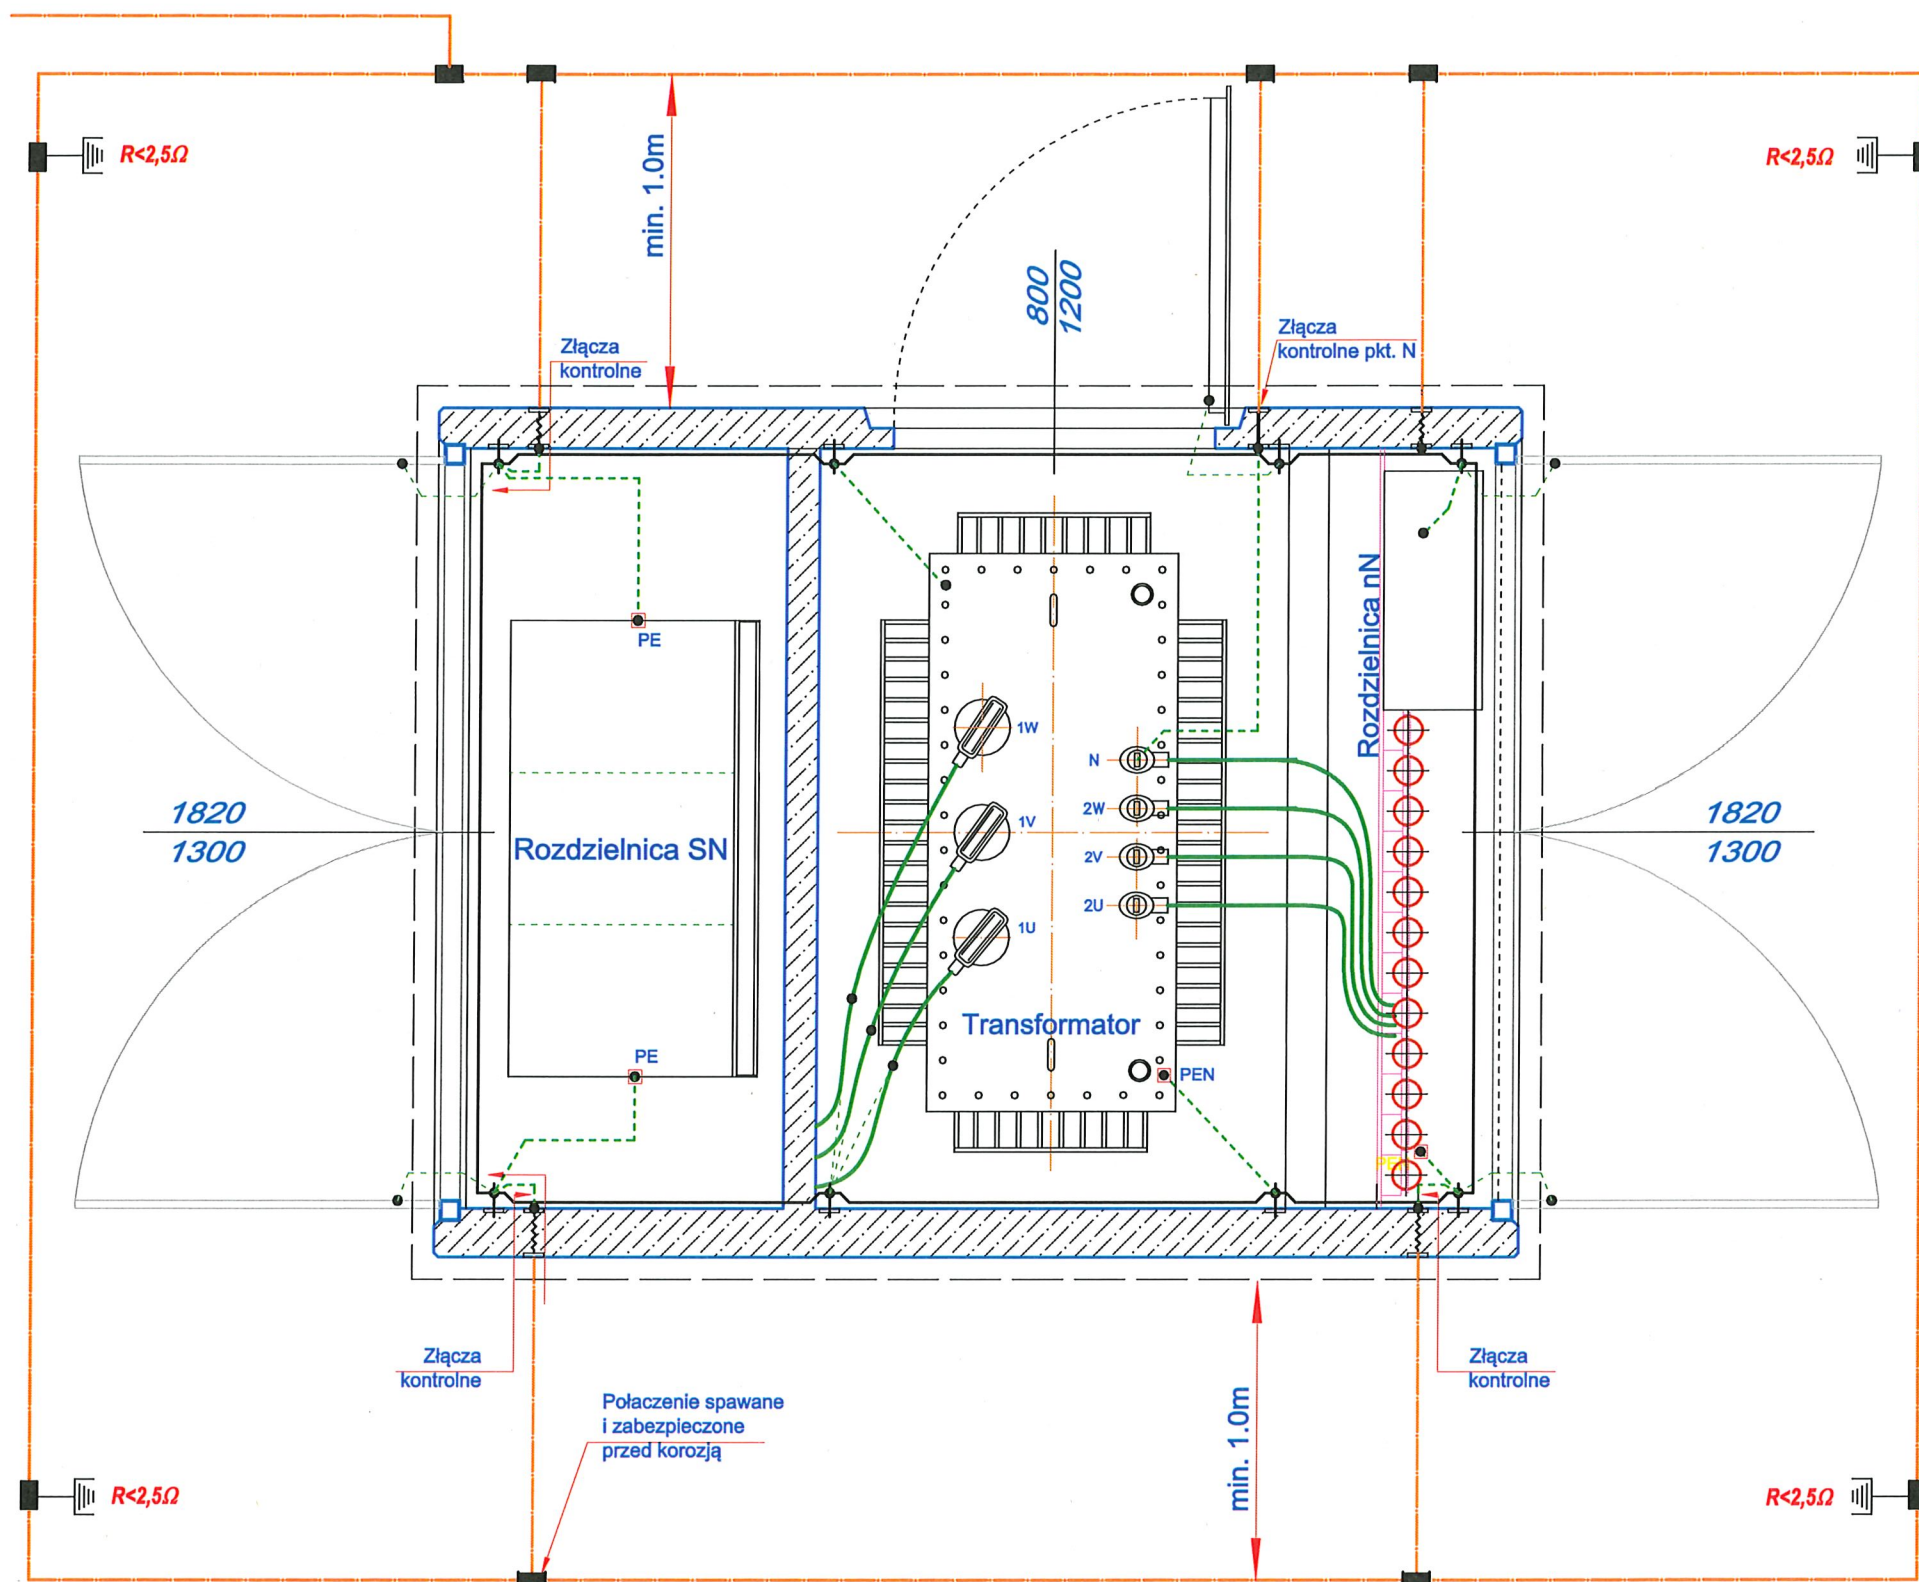 R<2,5Ω
R<2,5Ω
min. 1.0m
800
1200
Złącza
kontrolne
Złącza
kontrolne pkt. N
PE
Rozdzielnica nN
1W
N
2W
1V
2V
2U
1U
1820
1300
Rozdzielnica SN
1820
1300
Transformator
PE
PEN
PEN
Złącza
kontrolne
Złącza
kontrolne
Połaczenie spawane
i zabezpieczone
przed korozją
min. 1.0m
R<2,5Ω
R<2,5Ω